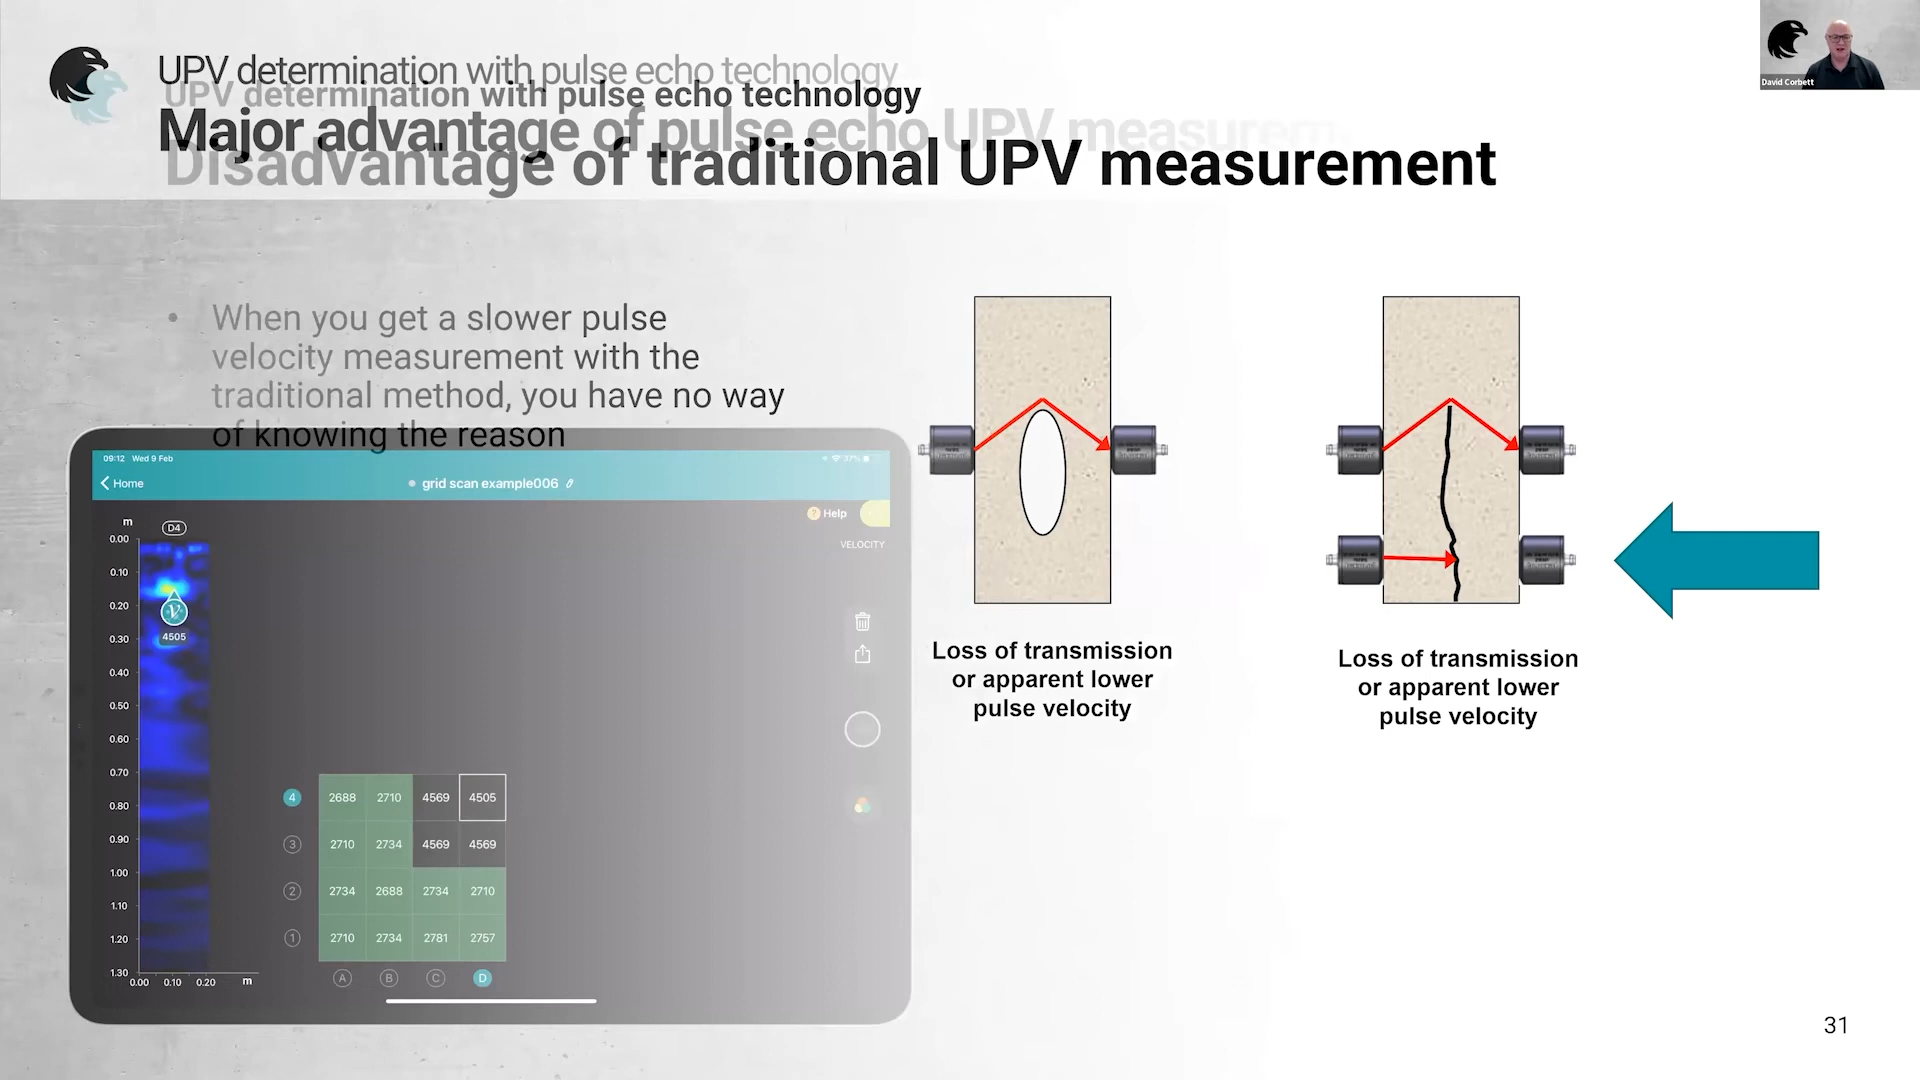 UPV determination with pulse echo technology
UPV determination with pulse echo technology
Major advantage of pulse echo UPV measurem
Disadvantage of traditional UPV measurement
David Corbett
• When you get a slower pulse
velocity measurement with the
traditional method, you have no way
of knowing the reason
09:12 Wed 9 Feb
37%
Home
grid scan example006
Help
VELOCITY
m
D4
0.00
0.10
0.20
0.30
0.40
0.50
0.60
0.70
0.80
0.90
1.00
1.10
1.20
1.30
V
4505
0.00 0.10 0.20 m
4 2688 2710 4569 4505
3 2710 2734 4569 4569
2 2734 2688 2734 2710
1 2710 2734 2781 2757
A B C D
Loss of transmission
or apparent lower
pulse velocity
Loss of transmission
or apparent lower
pulse velocity
31